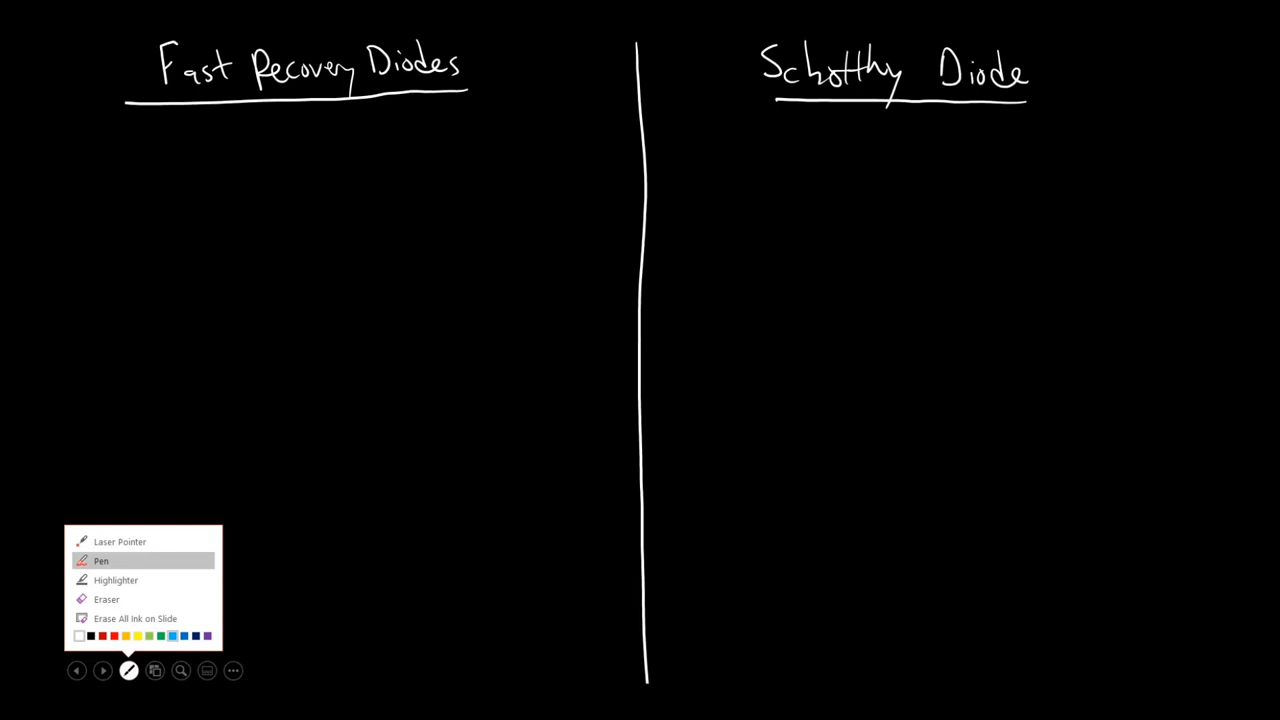 Fast Recovery Diodes
Schottky Diode
Laser Pointer
Pen
Highlighter
Eraser
Erase All Ink on Slide